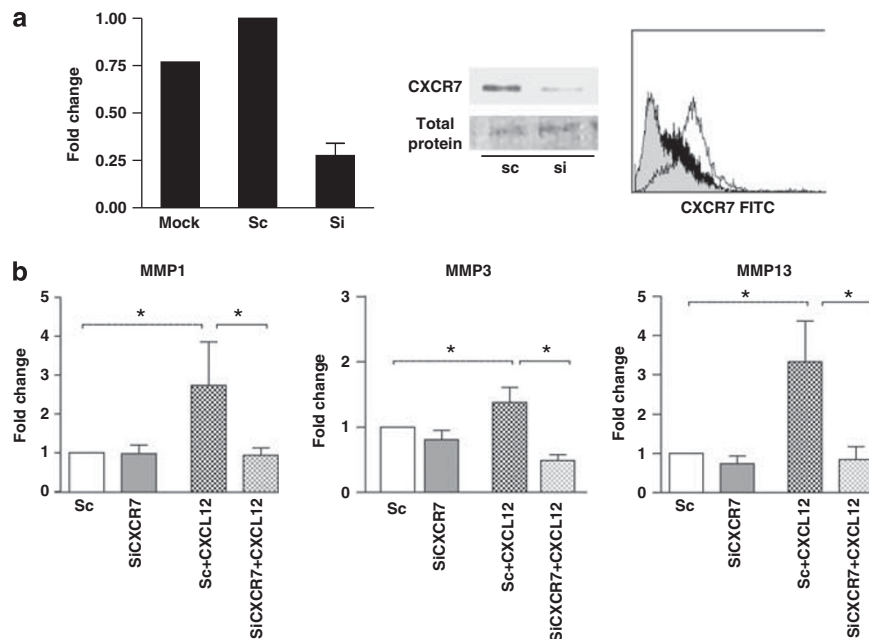 a
1.00
0.75
0.50
0.25
0.00
Fold change
Mock Sc Si
CXCR7
Total
protein
sc si
CXCR7 FITC
b
MMP1
5
4
3
2
1
0
Fold change
* *
Sc
SiCXCR7
Sc+CXCL12
SiCXCR7+CXCL12
MMP3
3
2
1
0
Fold change
* *
Sc
SiCXCR7
Sc+CXCL12
SiCXCR7+CXCL12
MMP13
5
4
3
2
1
0
Fold change
* *
Sc
SiCXCR7
Sc+CXCL12
SiCXCR7+CXCL12